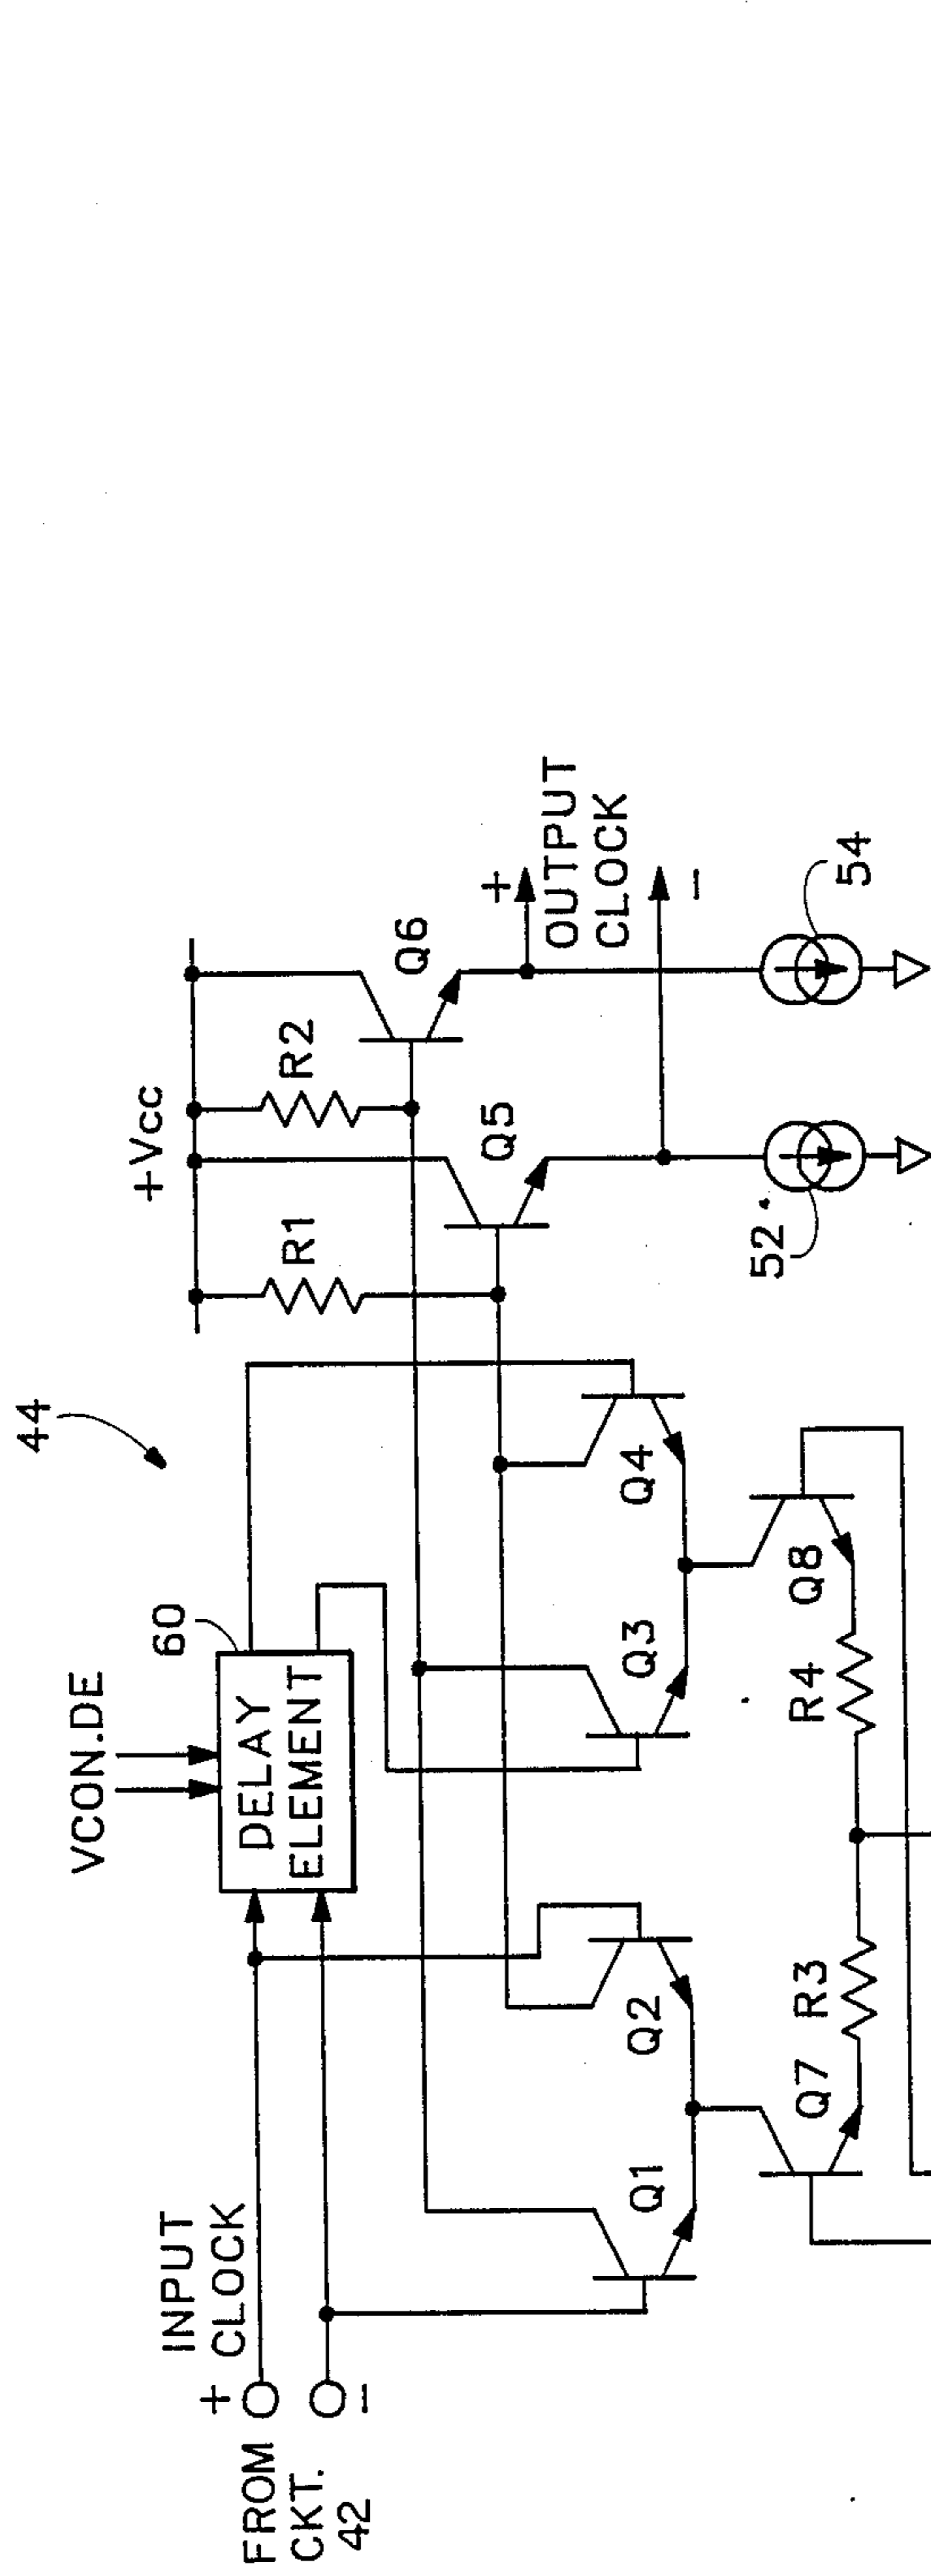 44
VCON.DE
+Vcc
60
INPUT
CLOCK
+
FROM
CKT.
42
−
DELAY
ELEMENT
R1
R2
Q6
Q5
+
OUTPUT
CLOCK
−
Q1
Q2
Q3
Q4
52
54
Q7
R3
R4
Q8